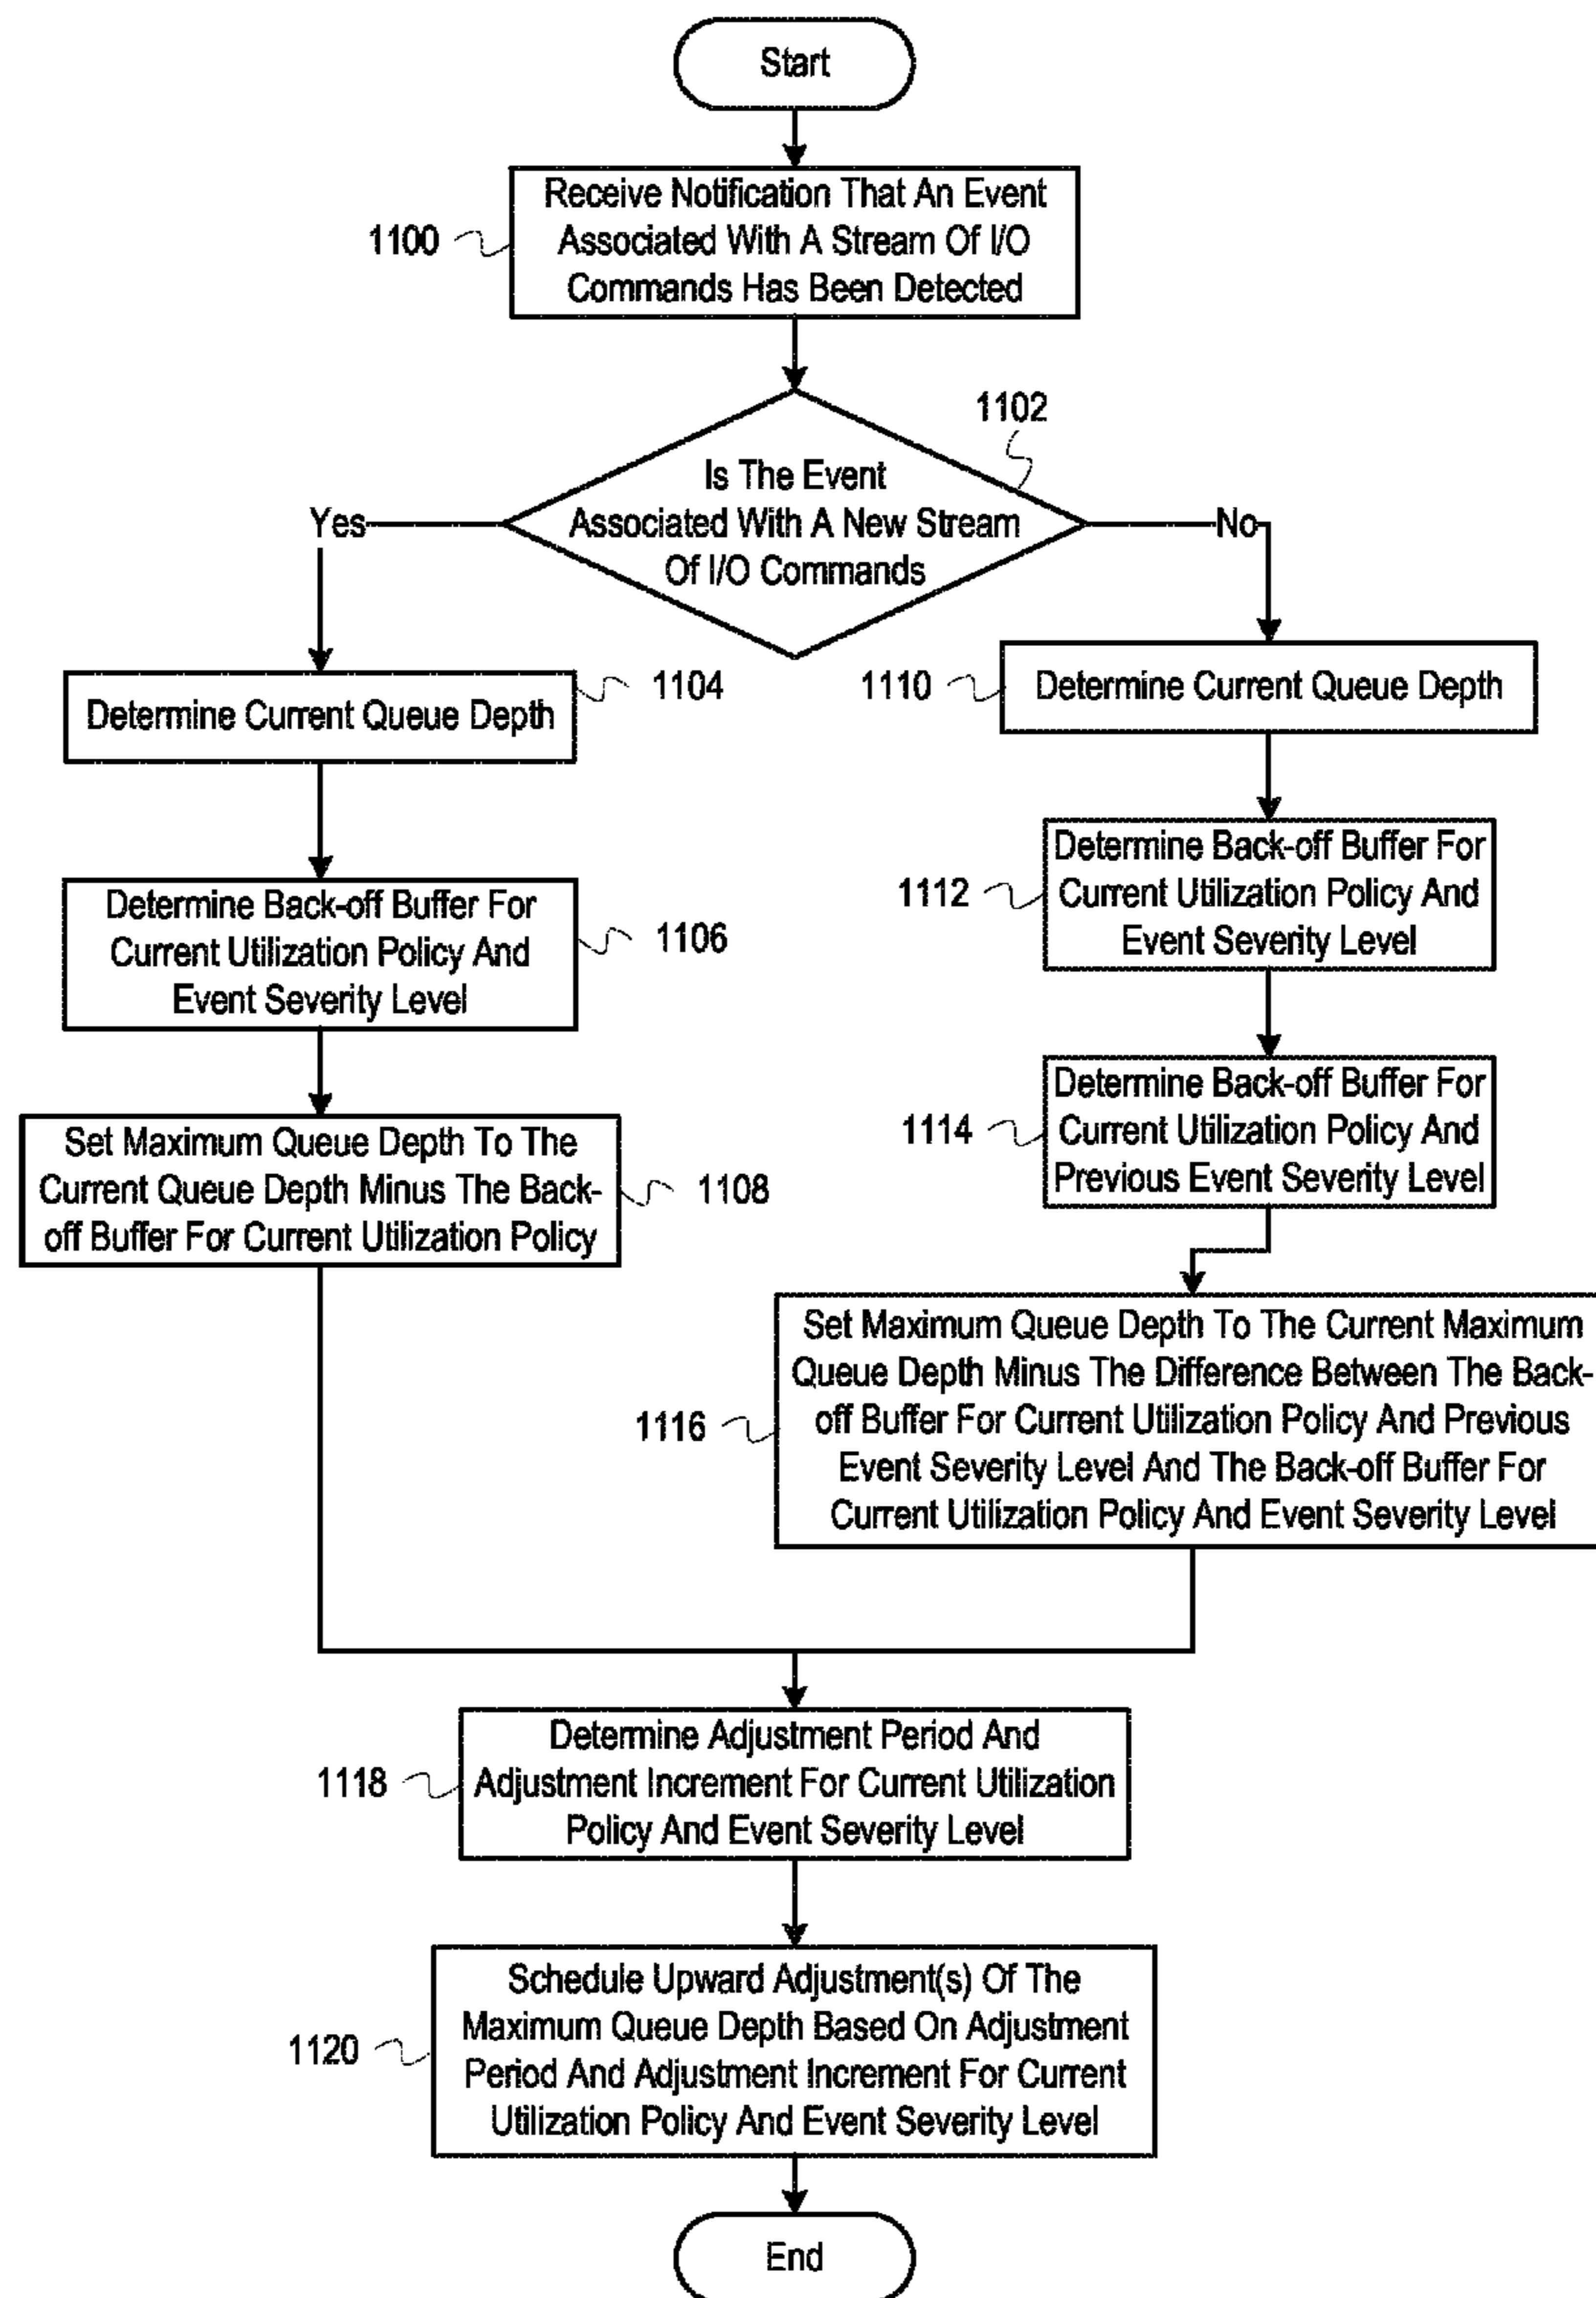 Start
1100
Receive Notification That An Event
Associated With A Stream Of I/O
Commands Has Been Detected
1102
Is The Event
Associated With A New Stream
Of I/O Commands
Yes
No
1104
Determine Current Queue Depth
1106
Determine Back-off Buffer For
Current Utilization Policy And
Event Severity Level
1108
Set Maximum Queue Depth To The
Current Queue Depth Minus The Back-
off Buffer For Current Utilization Policy
1110
Determine Current Queue Depth
1112
Determine Back-off Buffer For
Current Utilization Policy And
Event Severity Level
1114
Determine Back-off Buffer For
Current Utilization Policy And
Previous Event Severity Level
1116
Set Maximum Queue Depth To The Current Maximum
Queue Depth Minus The Difference Between The Back-
off Buffer For Current Utilization Policy And Previous
Event Severity Level And The Back-off Buffer For
Current Utilization Policy And Event Severity Level
1118
Determine Adjustment Period And
Adjustment Increment For Current Utilization
Policy And Event Severity Level
1120
Schedule Upward Adjustment(s) Of The
Maximum Queue Depth Based On Adjustment
Period And Adjustment Increment For Current
Utilization Policy And Event Severity Level
End